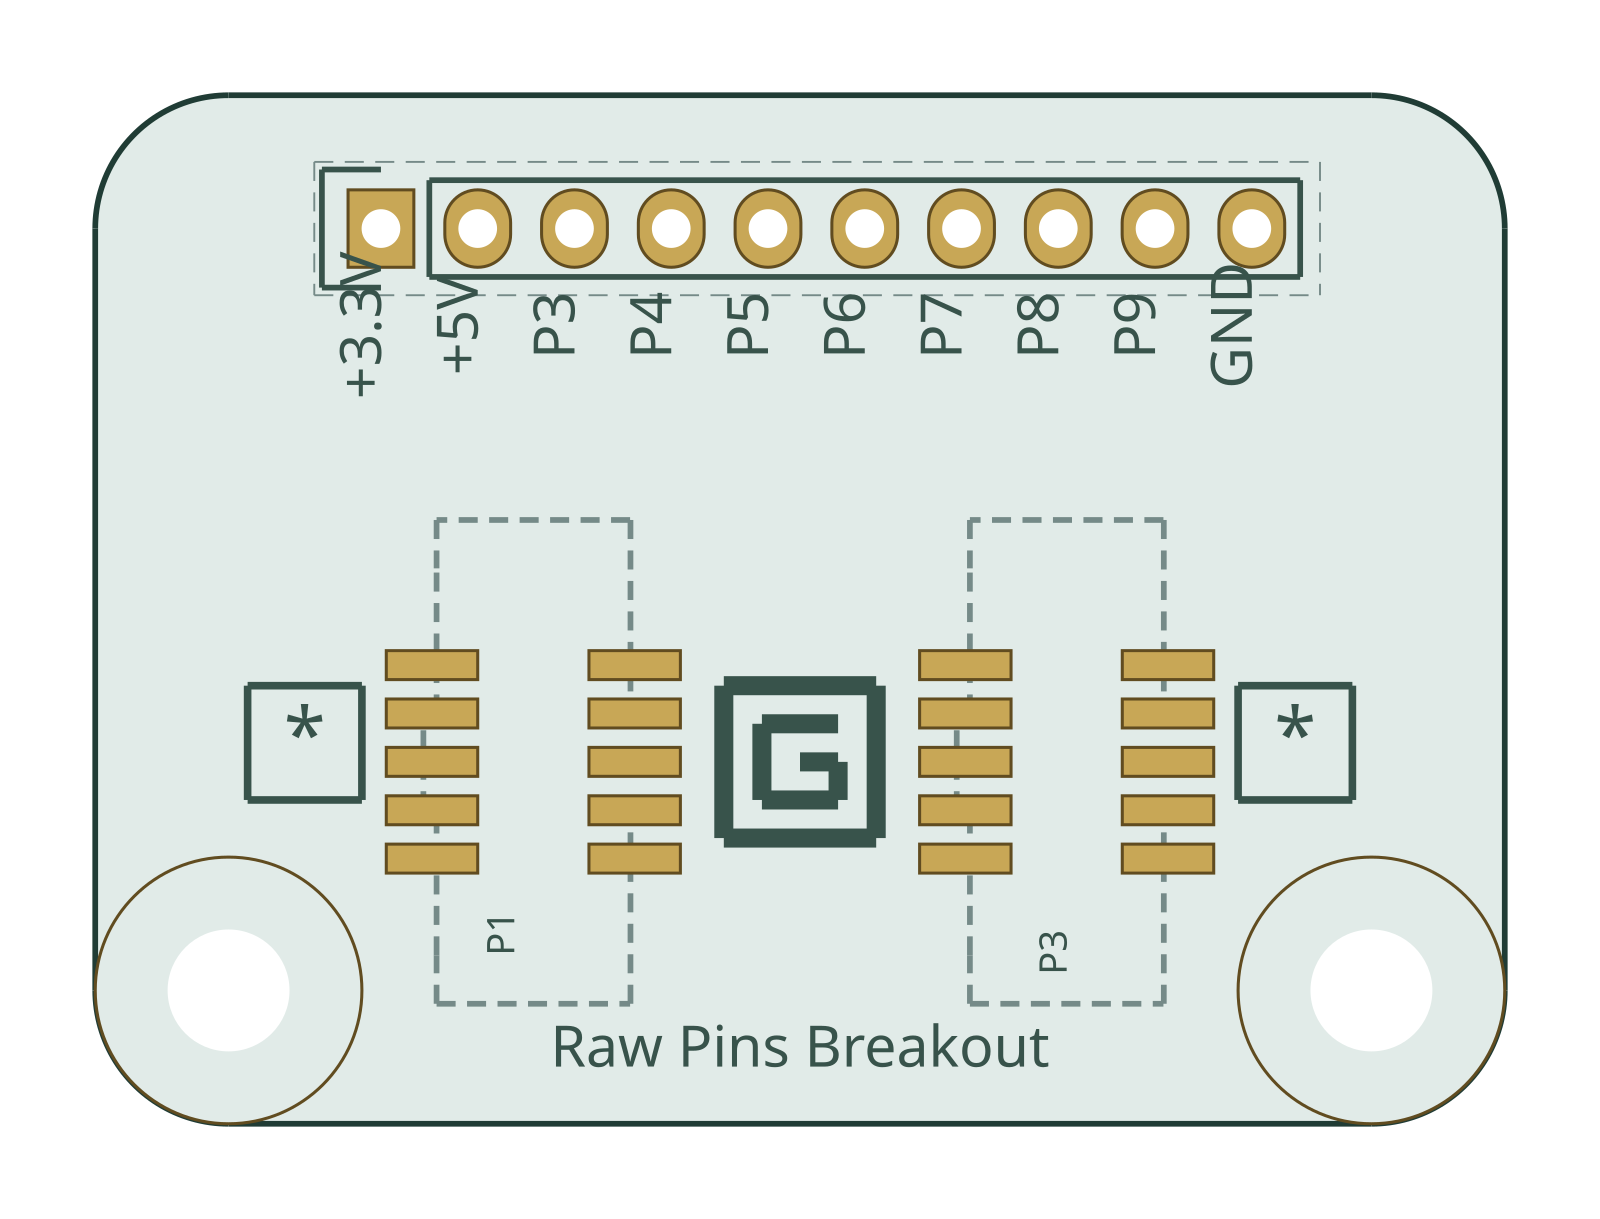 +3.3V
+5V
P3
P4
P5
P6
P7
P8
P9
GND
*
G
*
P1
P3
Raw Pins Breakout